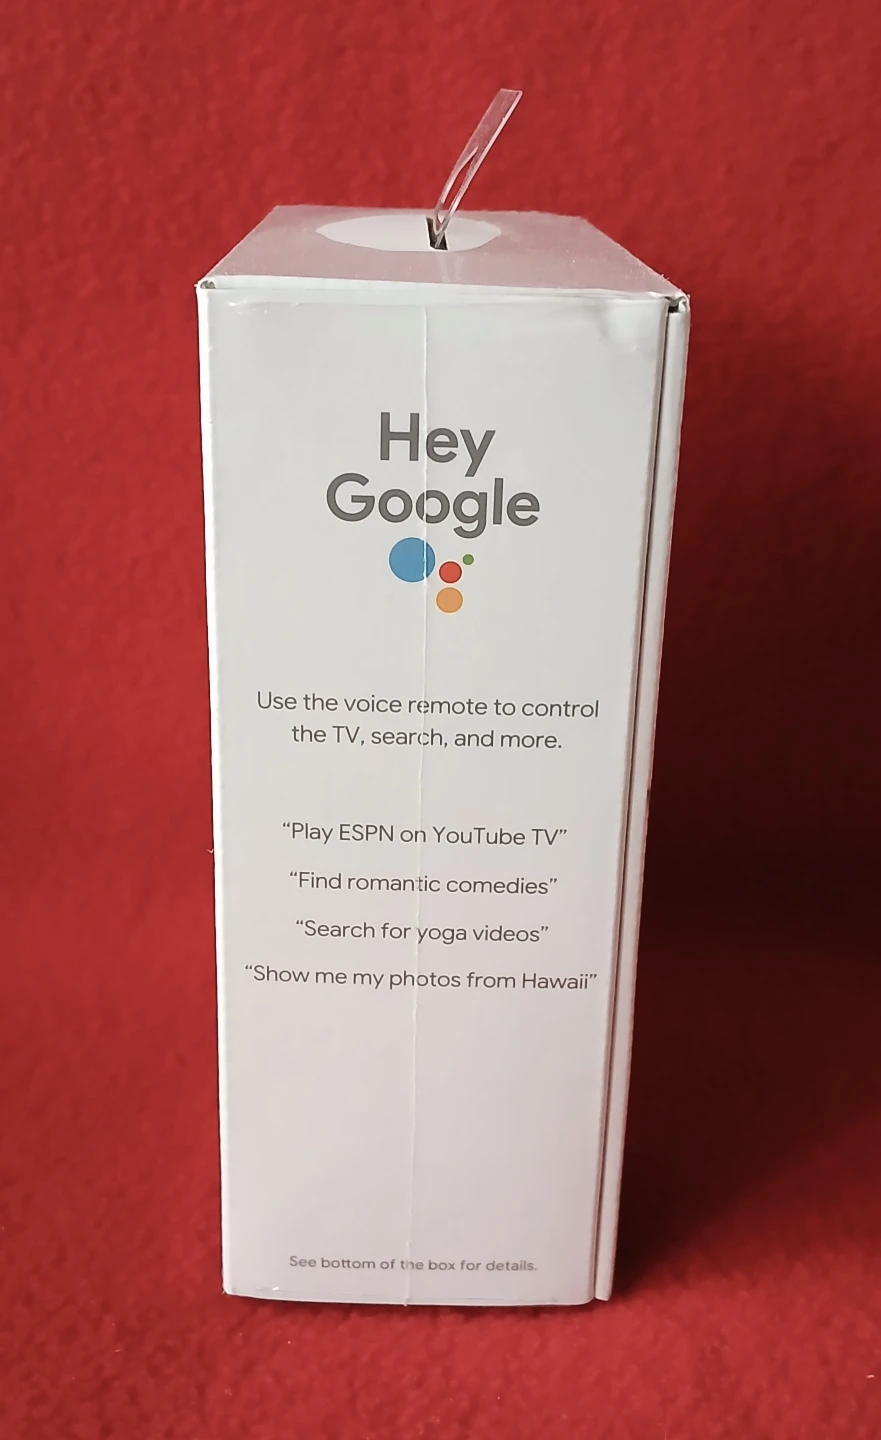 Hey
Google
Use the voice remote to control
the TV, search, and more.
“Play ESPN on YouTube TV”
“Find romantic comedies”
“Search for yoga videos”
“Show me my photos from Hawaii”
See bottom of the box for details.